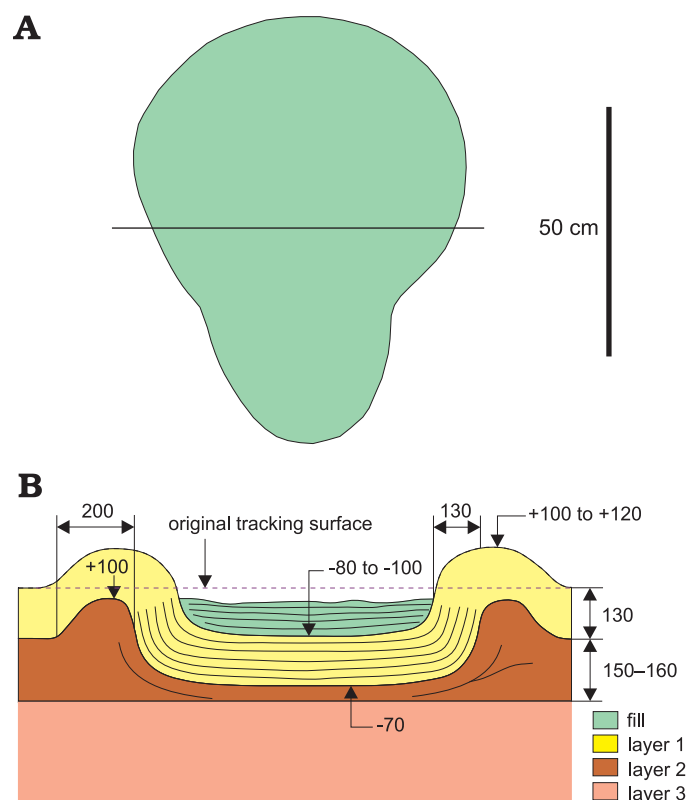 A
50 cm
B
200
original tracking surface
130
+100 to +120
+100
-80 to -100
130
150–160
-70
fill
layer 1
layer 2
layer 3